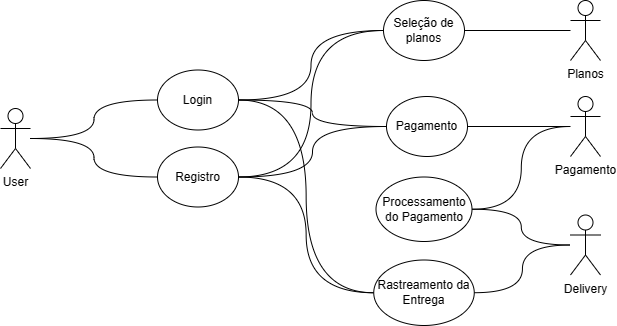 Seleção de
planos
Planos
Login
User
Registro
Pagamento
Pagamento
Processamento
do Pagamento
Rastreamento da
Entrega
Delivery